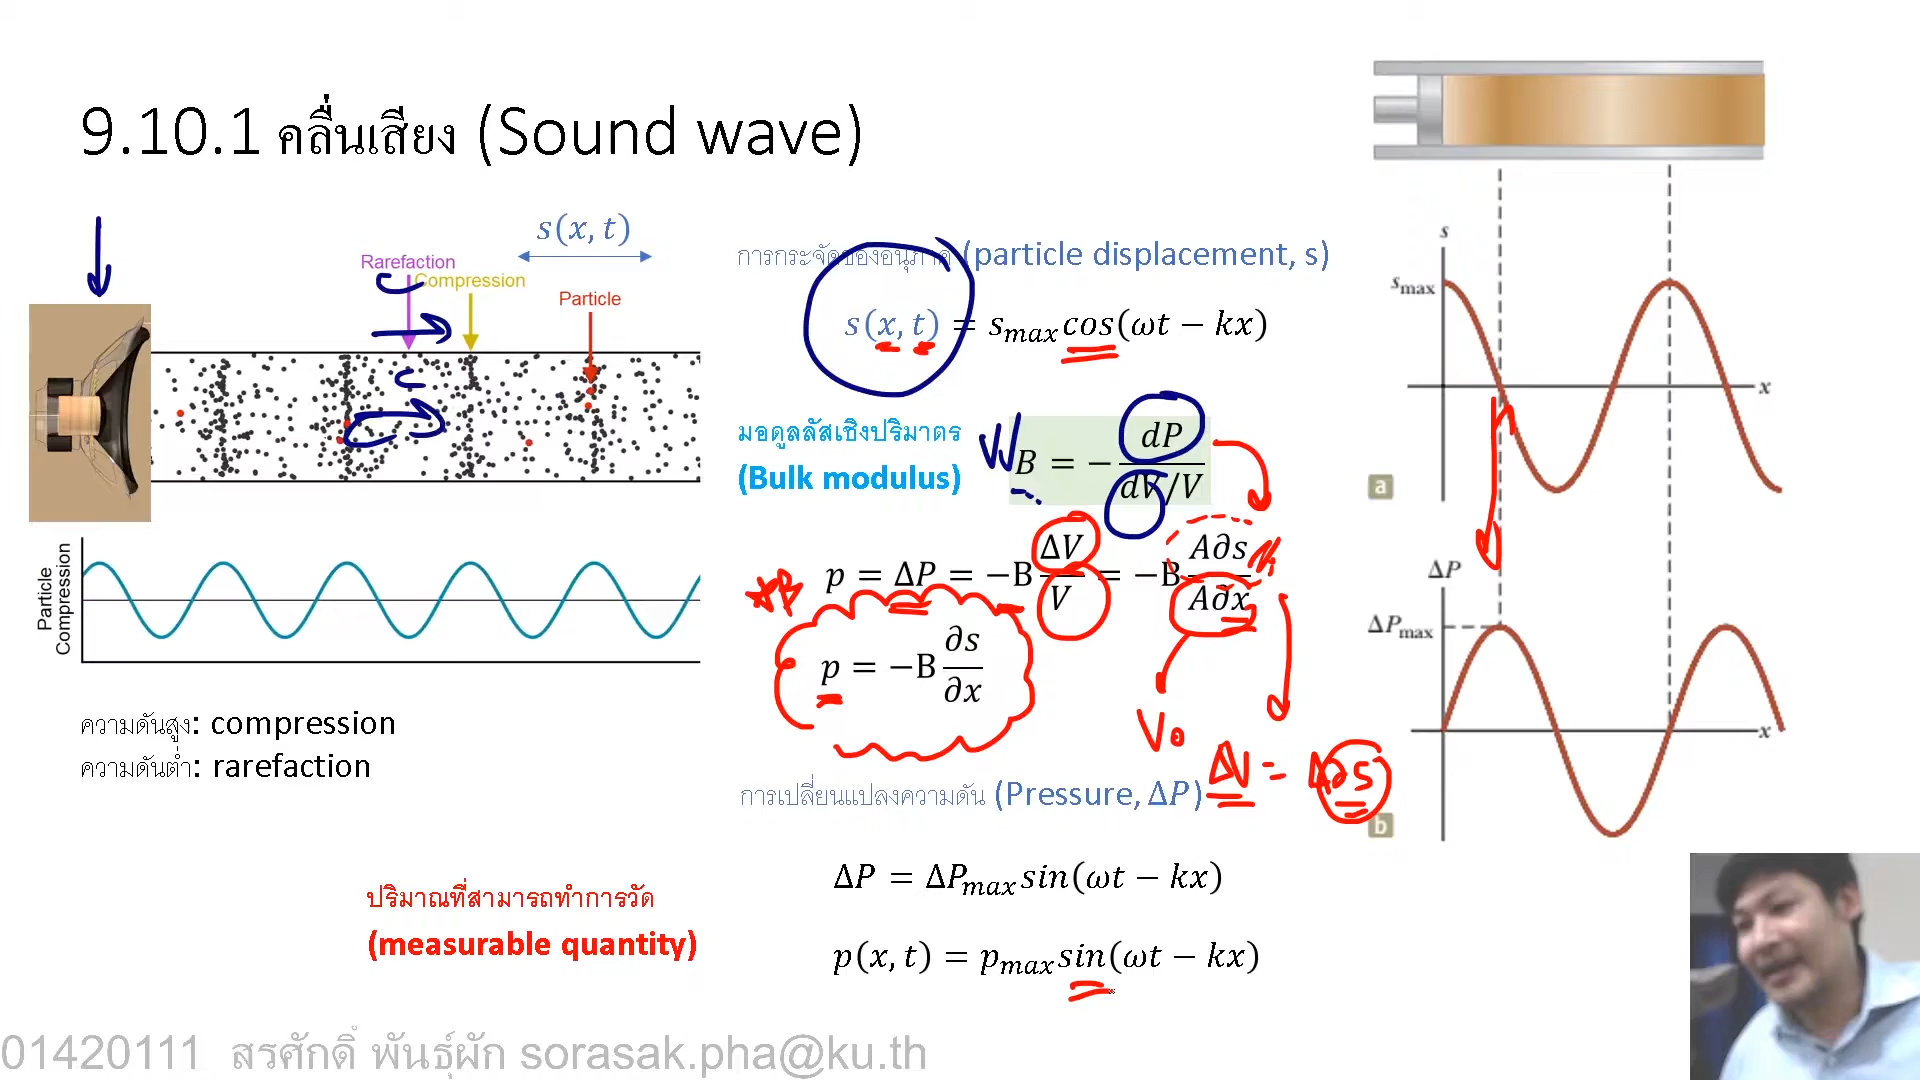 9.10.1 คลื่นเสียง (Sound wave)
s(x, t)
Rarefaction
Compression
Particle
Particle
Compression
ความดันสูง: compression
ความดันต่ำ: rarefaction
ปริมาณที่สามารถทำการวัด
(measurable quantity)
การกระจัดของอนุภาค (particle displacement, s)
s(x, t) = s_max cos(ωt − kx)
มอดูลลัสเชิงปริมาตร
(Bulk modulus)
B = − dP / dV/V
p = ΔP = −B ΔV/V = −B A∂s/A∂x
p = −B ∂s/∂x
V₀
ΔV = A∂s
การเปลี่ยนแปลงความดัน (Pressure, ΔP)
ΔP = ΔP_max sin(ωt − kx)
p(x, t) = p_max sin(ωt − kx)
s
s_max
x
a
ΔP
ΔP_max
x
b
01420111 สรศักดิ์ พันธุ์ผัก sorasak.pha@ku.th